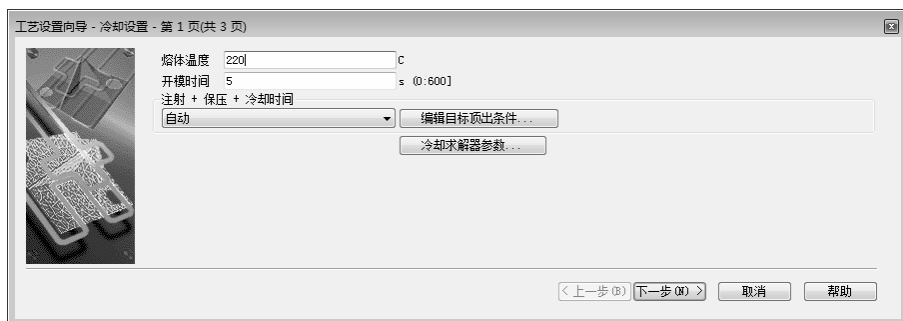 工艺设置向导 - 冷却设置 - 第 1 页(共 3 页)
熔体温度 220 C
开模时间 5 s (0:600]
注射 + 保压 + 冷却时间
自动 编辑目标顶出条件...
冷却求解器参数...
< 上一步(B) 下一步(N) > 取消 帮助